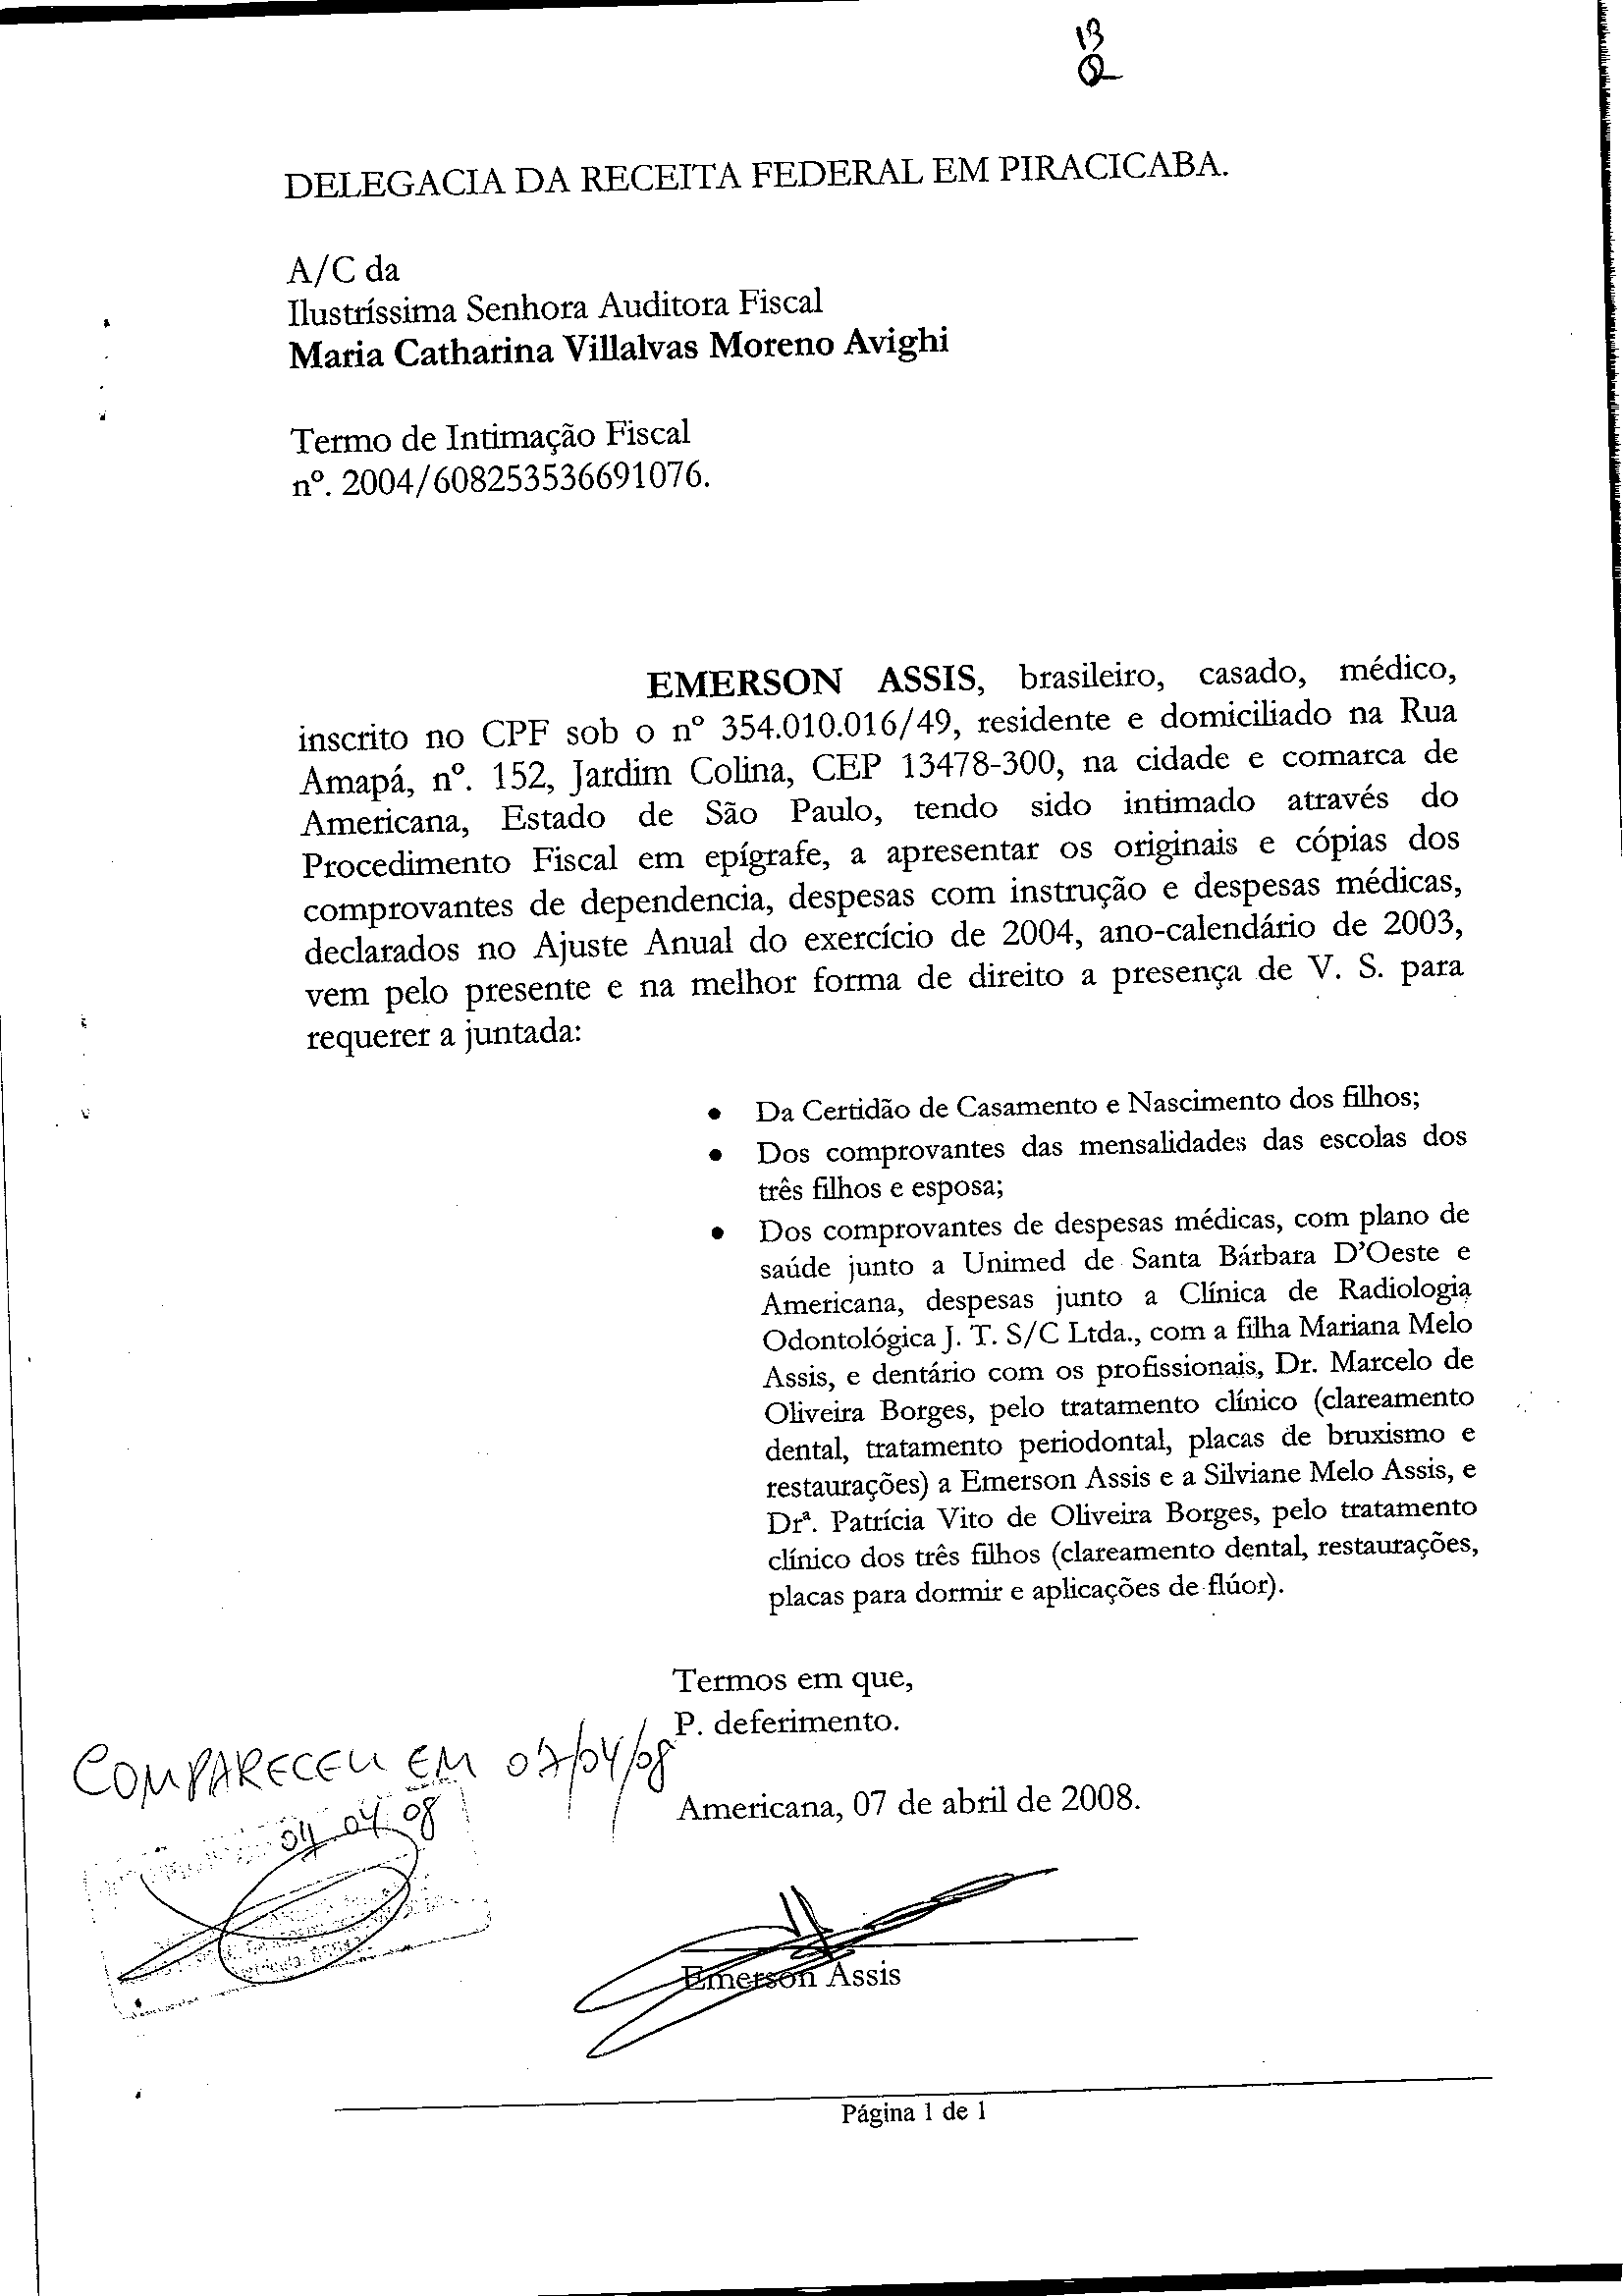 13
DELEGACIA DA RECEITA FEDERAL EM PIRACICABA.
A/C da
Ilustríssima Senhora Auditora Fiscal
Maria Catharina Villalvas Moreno Avighi
Termo de Intimação Fiscal
nº. 2004/608253536691076.
EMERSON ASSIS, brasileiro, casado, médico,
inscrito no CPF sob o nº 354.010.016/49, residente e domiciliado na Rua
Amapá, nº. 152, Jardim Colina, CEP 13478-300, na cidade e comarca de
Americana, Estado de São Paulo, tendo sido intimado através do
Procedimento Fiscal em epígrafe, a apresentar os originais e cópias dos
comprovantes de dependencia, despesas com instrução e despesas médicas,
declarados no Ajuste Anual do exercício de 2004, ano-calendário de 2003,
vem pelo presente e na melhor forma de direito a presença de V. S. para
requerer a juntada:
• Da Certidão de Casamento e Nascimento dos filhos;
• Dos comprovantes das mensalidades das escolas dos
três filhos e esposa;
• Dos comprovantes de despesas médicas, com plano de
saúde junto a Unimed de Santa Bárbara D'Oeste e
Americana, despesas junto a Clínica de Radiologia
Odontológica J. T. S/C Ltda., com a filha Mariana Melo
Assis, e dentário com os profissionais, Dr. Marcelo de
Oliveira Borges, pelo tratamento clínico (clareamento
dental, tratamento periodontal, placas de bruxismo e
restaurações) a Emerson Assis e a Silviane Melo Assis, e
Drª. Patrícia Vito de Oliveira Borges, pelo tratamento
clínico dos três filhos (clareamento dental, restaurações,
placas para dormir e aplicações de flúor).
Termos em que,
P. deferimento.
COMPARECEU EM 07/04/08
Americana, 07 de abril de 2008.
04 08
Emerson Assis
Página 1 de 1